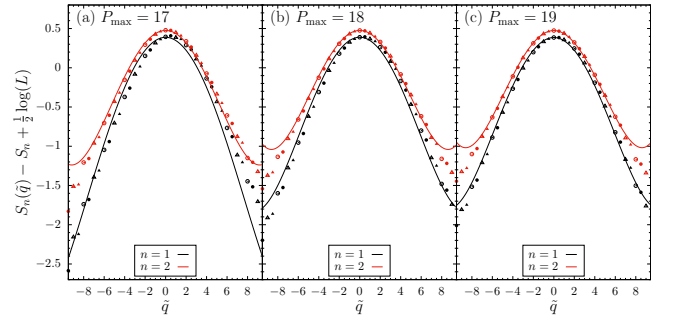 (a) P_max = 17 (b) P_max = 18 (c) P_max = 19
S_n(q̃) − S_n + ½ log(L)
0.5
0
−0.5
−1
−1.5
−2
−2.5
n = 1 n = 1 n = 1
n = 2 n = 2 n = 2
−8 −6 −4 −2 0 2 4 6 8 −8 −6 −4 −2 0 2 4 6 8 −8 −6 −4 −2 0 2 4 6 8
q̃ q̃ q̃